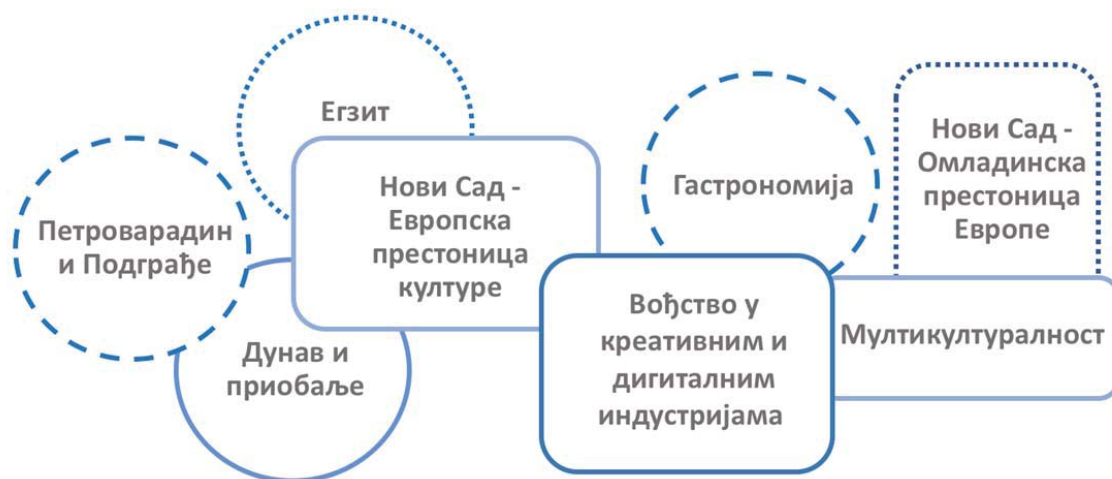 Егзит
Петроварадин
и Подграђе
Нови Сад -
Европска
престоница
културе
Дунав и
приобаље
Гастрономија
Нови Сад -
Омладинска
престоница
Европе
Вођство у
креативним и
дигиталним
индустријама
Мултикултуралност